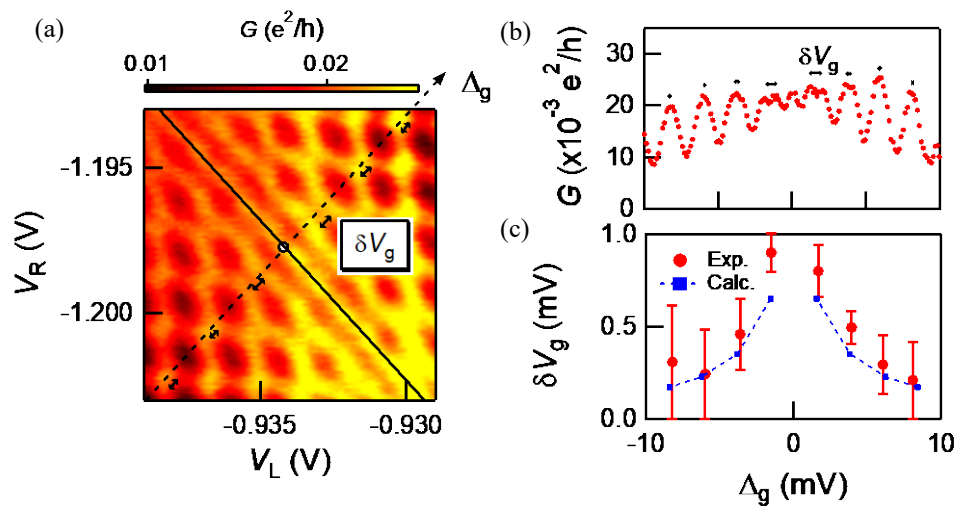 (a)
G (e²/h)
0.01
0.02
Δg
-1.195
-1.200
VR (V)
δVg
-0.935
-0.930
VL (V)
(b)
δVg
30
20
10
0
G (x10⁻³ e²/h)
(c)
1.0
0.5
0.0
δVg (mV)
Exp.
Calc.
-10
0
10
Δg (mV)